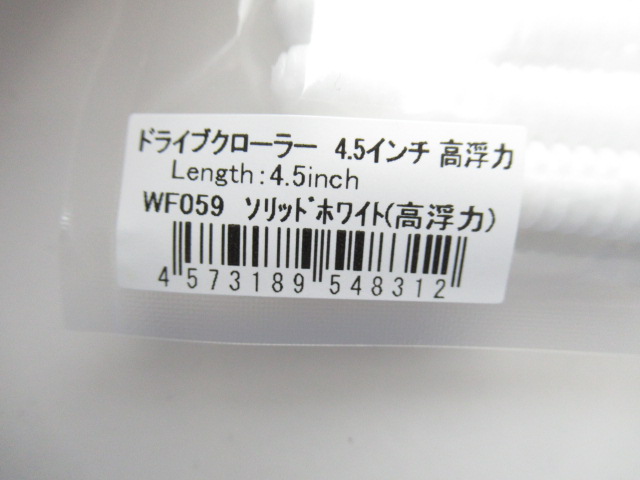 ドライブクローラー 4.5インチ 高浮力
Length:4.5inch
WF059 ソリッドホワイト(高浮力)
4 573189 548312